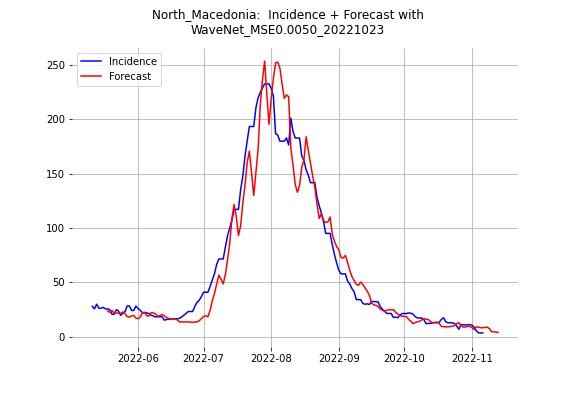 North_Macedonia:  Incidence + Forecast with
WaveNet_MSE0.0050_20221023
Incidence
Forecast
250
200
150
100
50
0
2022-06 2022-07 2022-08 2022-09 2022-10 2022-11